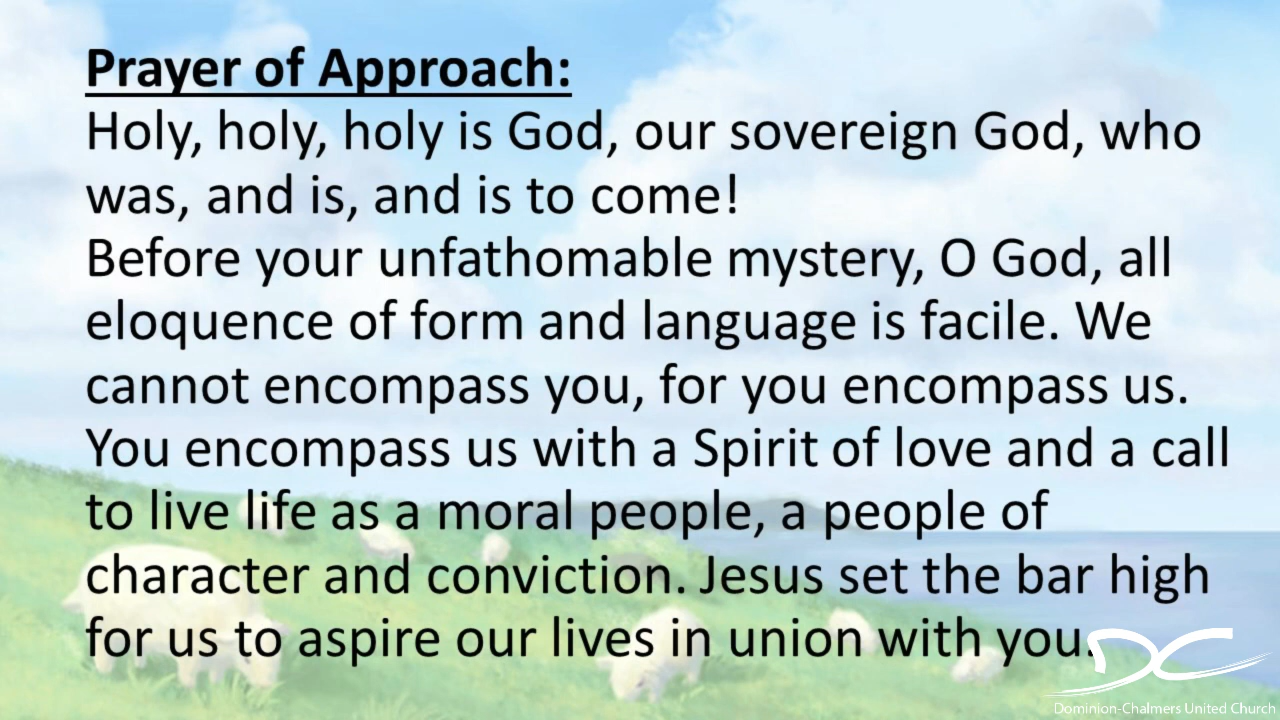 Prayer of Approach:
Holy, holy, holy is God, our sovereign God, who
was, and is, and is to come!
Before your unfathomable mystery, O God, all
eloquence of form and language is facile. We
cannot encompass you, for you encompass us.
You encompass us with a Spirit of love and a call
to live life as a moral people, a people of
character and conviction. Jesus set the bar high
for us to aspire our lives in union with you.
DC
Dominion-Chalmers United Church